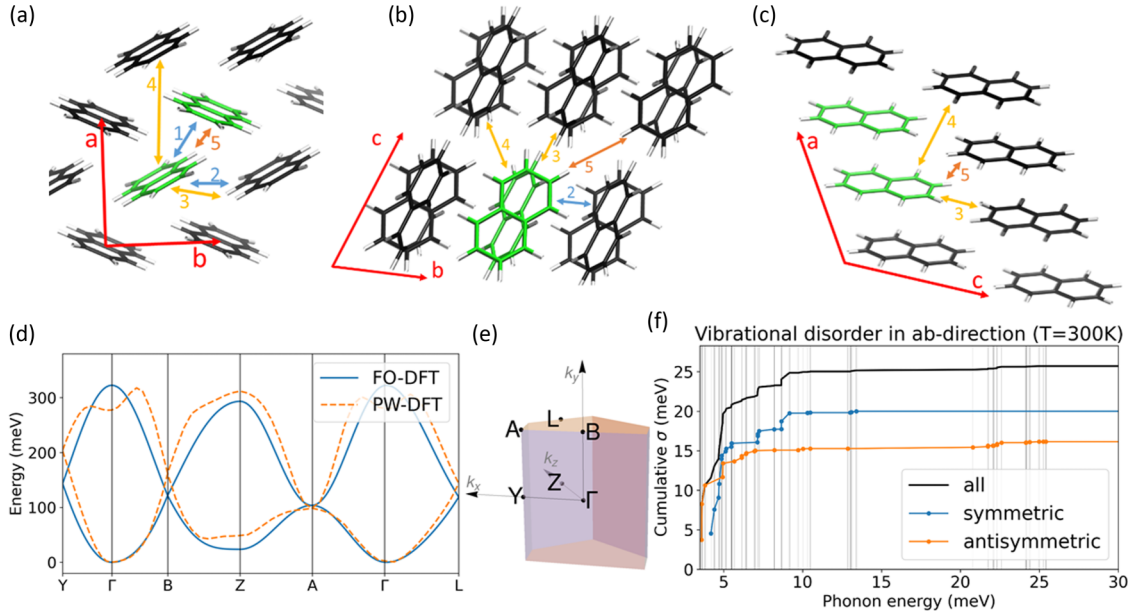 (a)
4
1
5
2
3
a
b
(b)
c
4
3
5
2
b
(c)
4
5
3
a
c
(d)
FO-DFT
PW-DFT
Energy (meV)
300
200
100
0
Y
Γ
B
Z
A
Γ
L
(e)
k_y
L
A
B
k_z
k_x
Z
Y
Γ
(f)
Vibrational disorder in ab-direction (T=300K)
Cumulative σ (meV)
25
20
15
10
5
0
all
symmetric
antisymmetric
5
10
15
20
25
30
Phonon energy (meV)